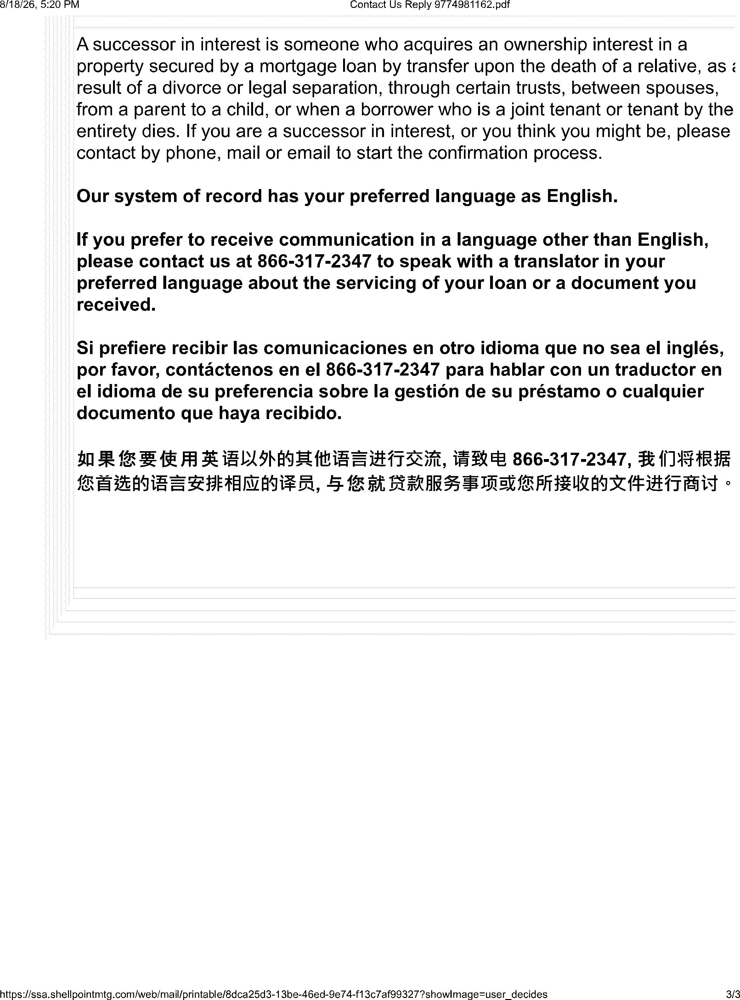 8/18/26, 5:20 PM
Contact Us Reply 9774981162.pdf
A successor in interest is someone who acquires an ownership interest in a
property secured by a mortgage loan by transfer upon the death of a relative, as
result of a divorce or legal separation, through certain trusts, between spouses,
from a parent to a child, or when a borrower who is a joint tenant or tenant by the
entirety dies. If you are a successor in interest, or you think you might be, please
contact by phone, mail or email to start the confirmation process.
Our system of record has your preferred language as English.
If you prefer to receive communication in a language other than English,
please contact us at 866-317-2347 to speak with a translator in your
preferred language about the servicing of your loan or a document you
received.
Si prefiere recibir las comunicaciones en otro idioma que no sea el inglés,
por favor, contáctenos en el 866-317-2347 para hablar con un traductor en
el idioma de su preferencia sobre la gestión de su préstamo o cualquier
documento que haya recibido.
如果您要使用英语以外的其他语言进行交流, 请致电 866-317-2347, 我们将根据
您首选的语言安排相应的译员, 与您就贷款服务事项或您所接收的文件进行商讨。
https://ssa.shellpointmtg.com/web/mail/printable/8dca25d3-13be-46ed-9e74-f13c7af99327?showImage=user_decides
3/3